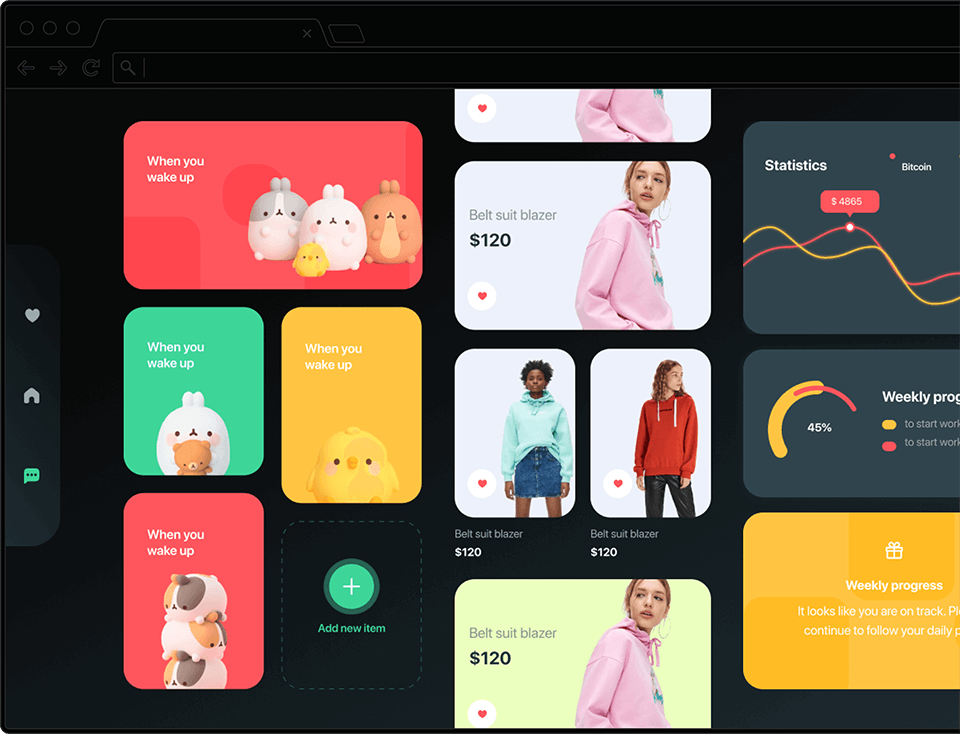 When you
wake up
When you
wake up
When you
wake up
When you
wake up
Add new item
Belt suit blazer
$120
Belt suit blazer
$120
Belt suit blazer
$120
Belt suit blazer
$120
Statistics
Bitcoin
$ 4865
45%
Weekly prog
to start work
to start work
Weekly progress
It looks like you are on track. Ple
continue to follow your daily p